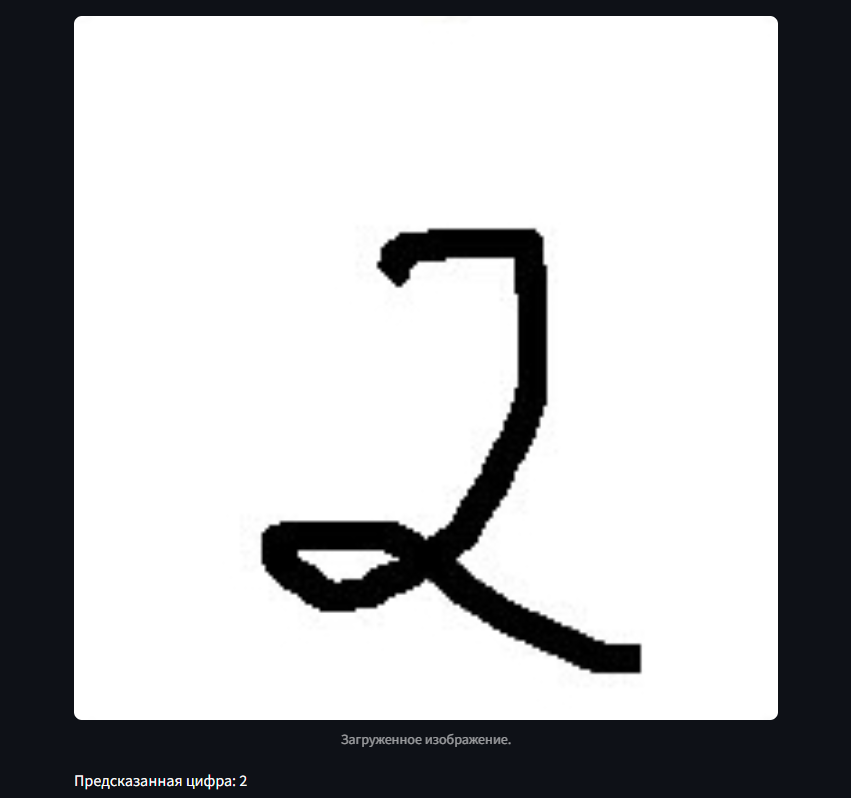 2
Загруженное изображение.
Предсказанная цифра: 2